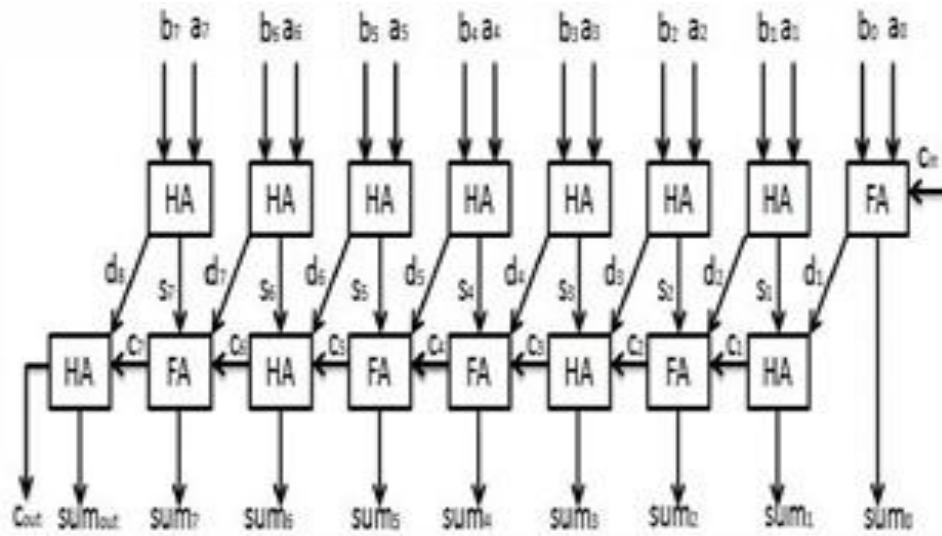 b₇ a₇ b₆ a₆ b₅ a₅ b₄ a₄ b₃ a₃ b₂ a₂ b₁ a₁ b₀ a₀
cᵢₙ
HA HA HA HA HA HA HA FA
d₈ s₇ d₇ s₆ d₆ s₅ d₅ s₄ d₄ s₃ d₃ s₂ d₂ s₁ d₁
HA c₇ FA c₆ HA c₅ FA c₄ FA c₃ HA c₂ FA c₁ HA
cout sumout sum₇ sum₆ sum₅ sum₄ sum₃ sum₂ sum₁ sum₀